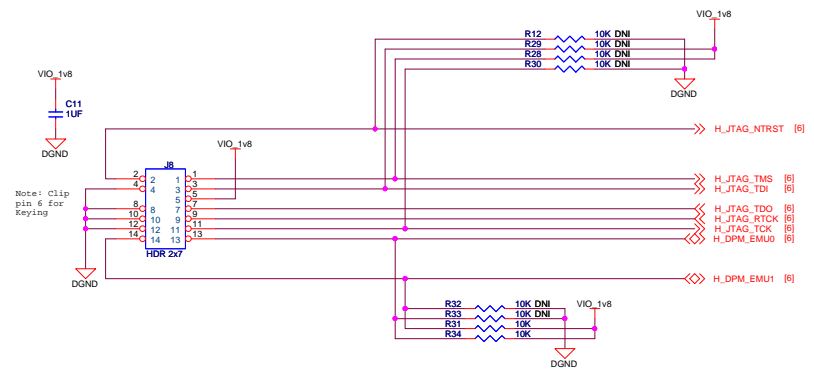 VIO_1v8
R12 10K DNI
R29 10K DNI
R28 10K DNI
R30 10K DNI
DGND
VIO_1v8
C11
1UF
DGND
H_JTAG_NTRST [6]
VIO_1v8
J8
2 2 1 1
4 4 3 3
5 5
8 8 7 7
10 10 9 9
12 12 11 11
14 14 13 13
HDR 2x7
Note: Clip
pin 6 for
Keying
DGND
H_JTAG_TMS [6]
H_JTAG_TDI [6]
H_JTAG_TDO [6]
H_JTAG_RTCK [6]
H_JTAG_TCK [6]
H_DPM_EMU0 [6]
H_DPM_EMU1 [6]
R32 10K DNI
R33 10K DNI
R31 10K
R34 10K
VIO_1v8
DGND